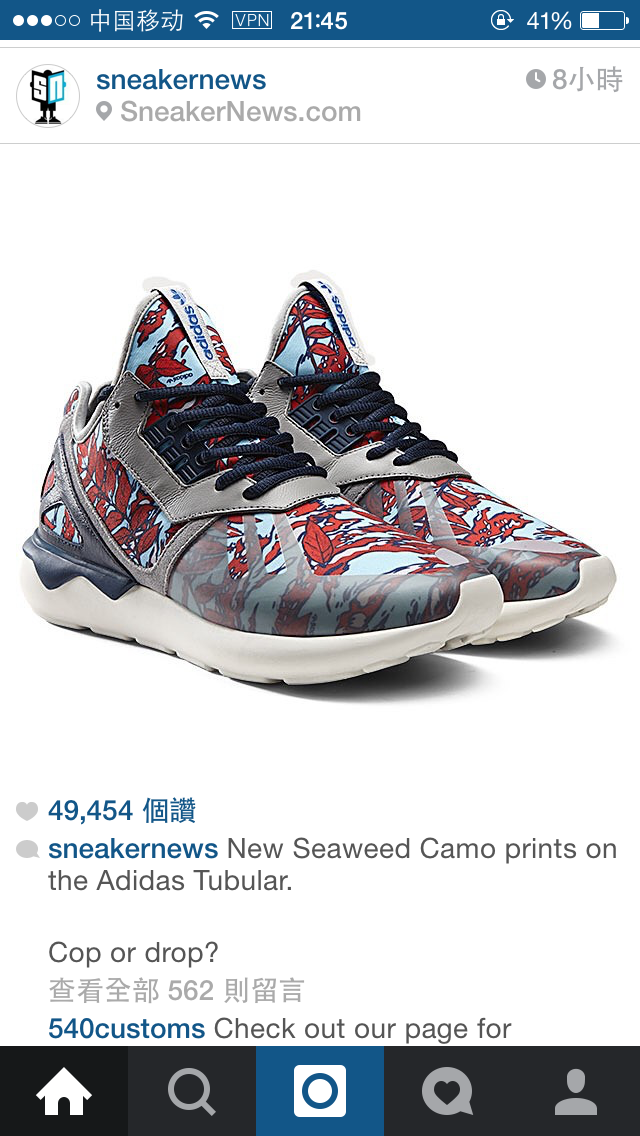 中国移动 VPN 21:45 41%
sneakernews 8小時
SneakerNews.com
adidas
adidas
49,454 個讚
sneakernews New Seaweed Camo prints on
the Adidas Tubular.
Cop or drop?
查看全部 562 則留言
540customs Check out our page for